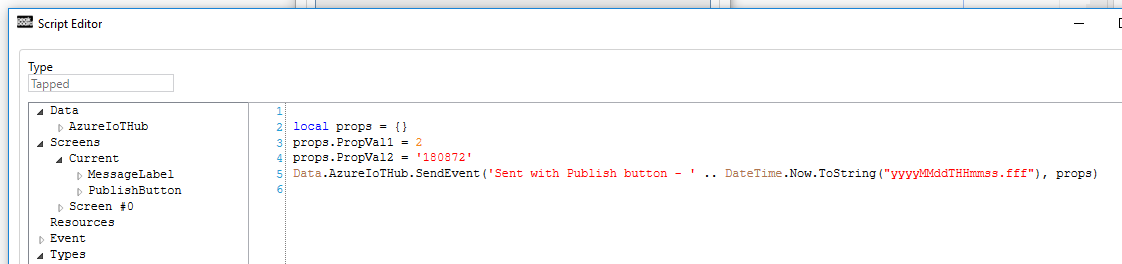 Script Editor
Type
Tapped
Data
AzureIoTHub
Screens
Current
MessageLabel
PublishButton
Screen #0
Resources
Event
Types
1
2 local props = {}
3 props.PropVal1 = 2
4 props.PropVal2 = '180872'
5 Data.AzureIoTHub.SendEvent('Sent with Publish button - ' .. DateTime.Now.ToString("yyyyMMddTHHmmss.fff"), props)
6